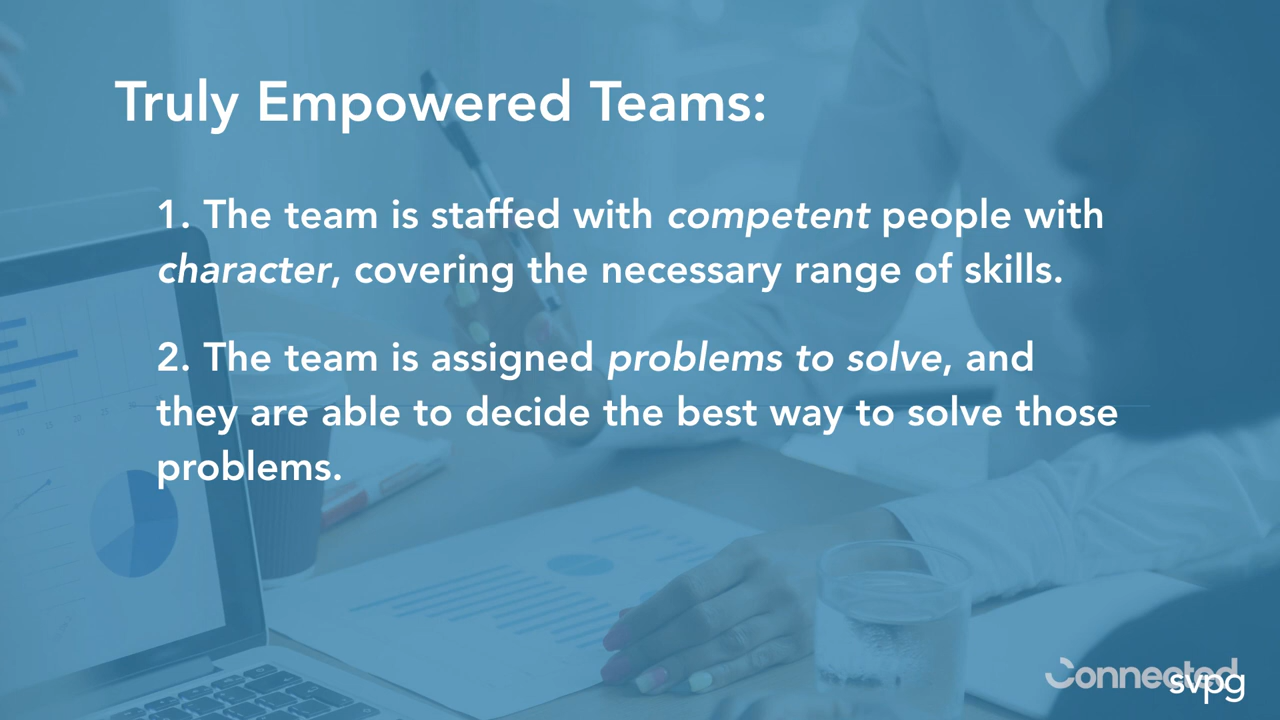 Truly Empowered Teams:
1. The team is staffed with competent people with
character, covering the necessary range of skills.
2. The team is assigned problems to solve, and
they are able to decide the best way to solve those
problems.
Connected
svpg